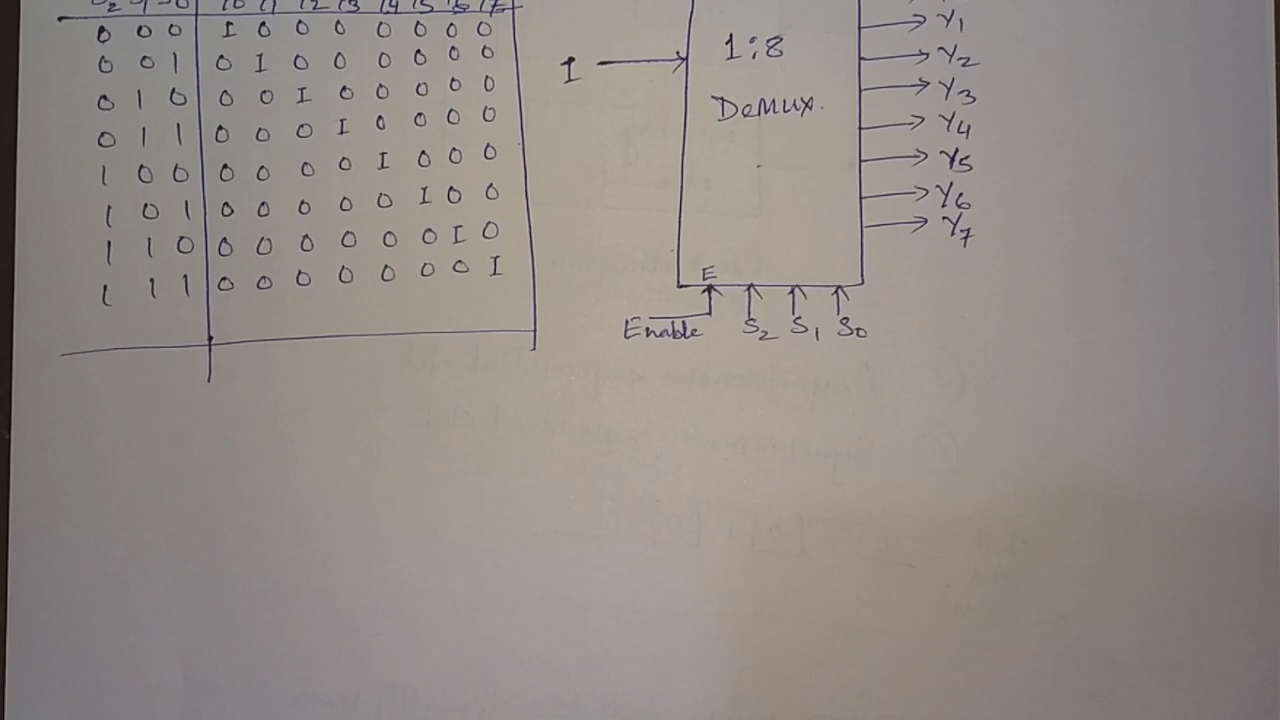 0 0 0 I 0 0 0 0 0 0 0
0 0 1 0 I 0 0 0 0 0 0
0 1 0 0 0 I 0 0 0 0 0
0 1 1 0 0 0 I 0 0 0 0
1 0 0 0 0 0 0 I 0 0 0
1 0 1 0 0 0 0 0 I 0 0
1 1 0 0 0 0 0 0 0 I 0
1 1 1 0 0 0 0 0 0 0 I
I
1:8
DeMUX.
Y1
Y2
Y3
Y4
Y5
Y6
Y7
E
Enable S2 S1 S0